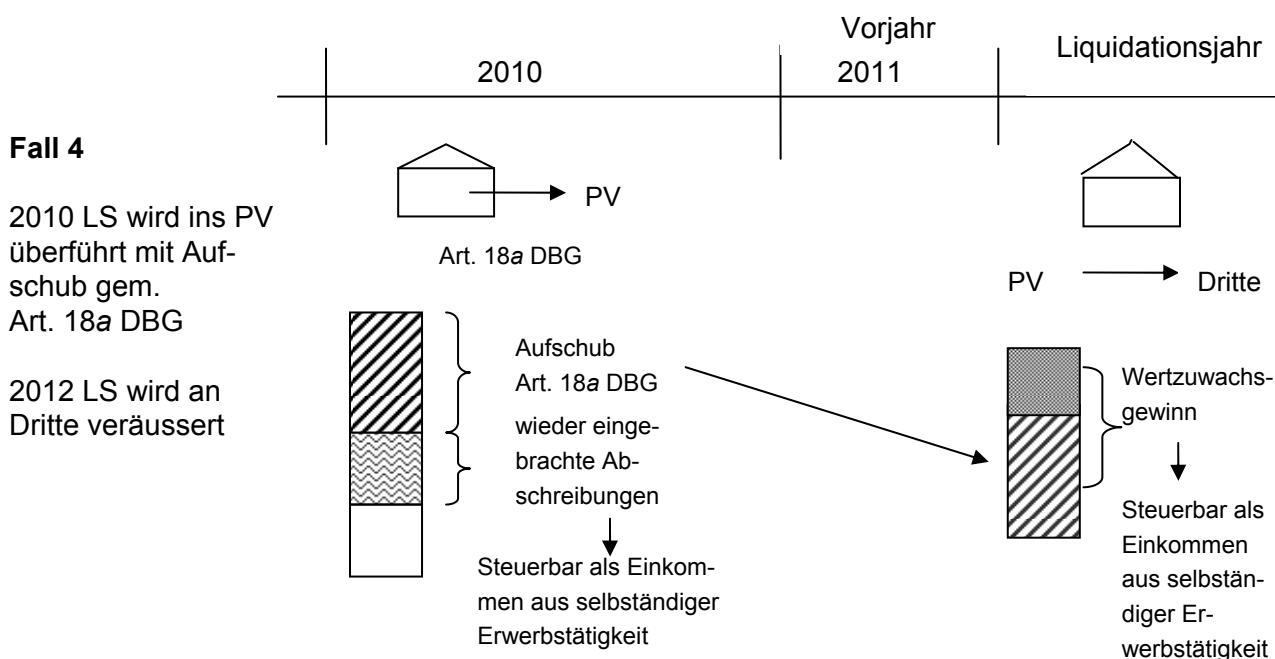 Vorjahr
2010
2011
Liquidationsjahr
Fall 4
2010 LS wird ins PV
überführt mit Auf-
schub gem.
Art. 18a DBG
2012 LS wird an
Dritte veräussert
PV
Art. 18a DBG
Aufschub
Art. 18a DBG
wieder einge-
brachte Ab-
schreibungen
Steuerbar als Einkom-
men aus selbständiger
Erwerbstätigkeit
PV
Dritte
Wertzuwachs-
gewinn
Steuerbar als
Einkommen
aus selbstän-
diger Er-
werbstätigkeit